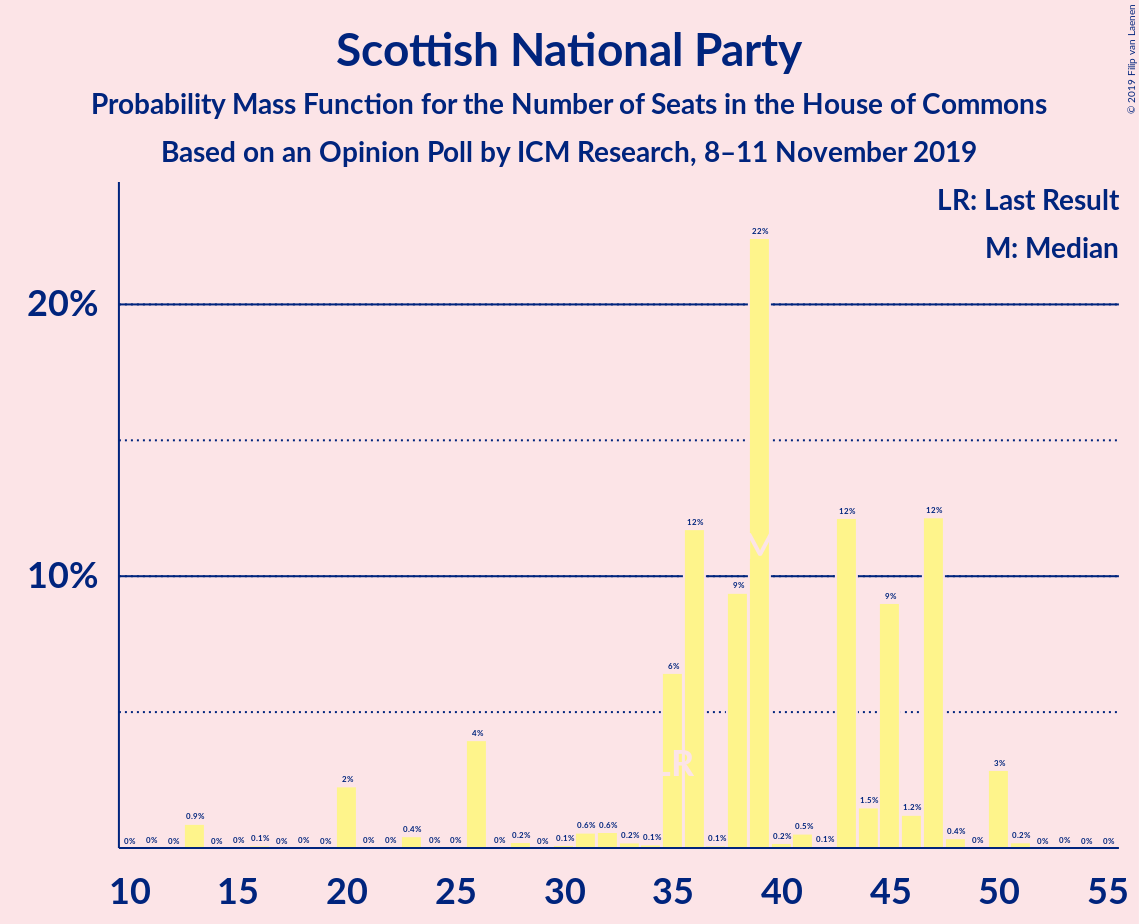 Scottish National Party
Probability Mass Function for the Number of Seats in the House of Commons
Based on an Opinion Poll by ICM Research, 8–11 November 2019
© 2019 Filip van Laenen
LR: Last Result
M: Median
20%
10%
0% 0% 0% 0.9% 0% 0% 0.1% 0% 0% 0% 2% 0% 0% 0.4% 0% 0% 4% 0% 0.2% 0% 0.1% 0.6% 0.6% 0.2% 0.1% 6% 12% 0.1% 9% 22% 0.2% 0.5% 0.1% 12% 1.5% 9% 1.2% 12% 0.4% 0% 3% 0.2% 0% 0% 0% 0%
M
LR
10 15 20 25 30 35 40 45 50 55